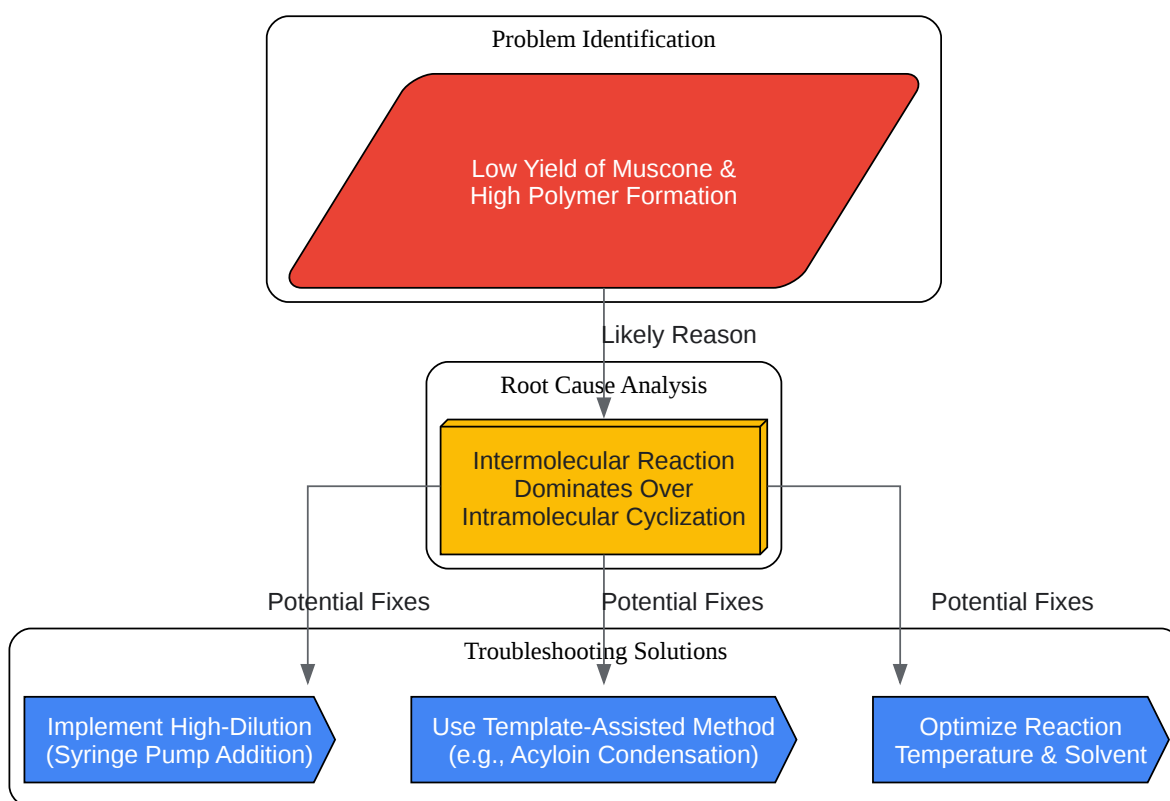 Problem Identification
Low Yield of Muscone &
High Polymer Formation
Likely Reason
Root Cause Analysis
Intermolecular Reaction
Dominates Over
Intramolecular Cyclization
Potential Fixes
Potential Fixes
Potential Fixes
Troubleshooting Solutions
Implement High-Dilution
(Syringe Pump Addition)
Use Template-Assisted Method
(e.g., Acyloin Condensation)
Optimize Reaction
Temperature & Solvent